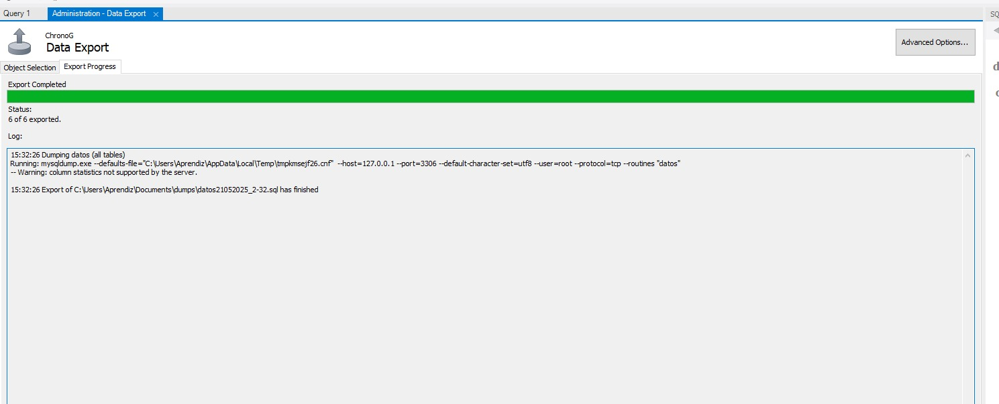 Query 1
Administration - Data Export
SQ
ChronoG
Data Export
Advanced Options...
Object Selection
Export Progress
Export Completed
Status:
6 of 6 exported.
Log:
15:32:26 Dumping datos (all tables)
Running: mysqldump.exe --defaults-file="C:\Users\Aprendiz\AppData\Local\Temp\tmpkmsejf26.cnf"  --host=127.0.0.1 --port=3306 --default-character-set=utf8 --user=root --protocol=tcp --routines "datos"
-- Warning: column statistics not supported by the server.
15:32:26 Export of C:\Users\Aprendiz\Documents\dumps\datos21052025_2-32.sql has finished